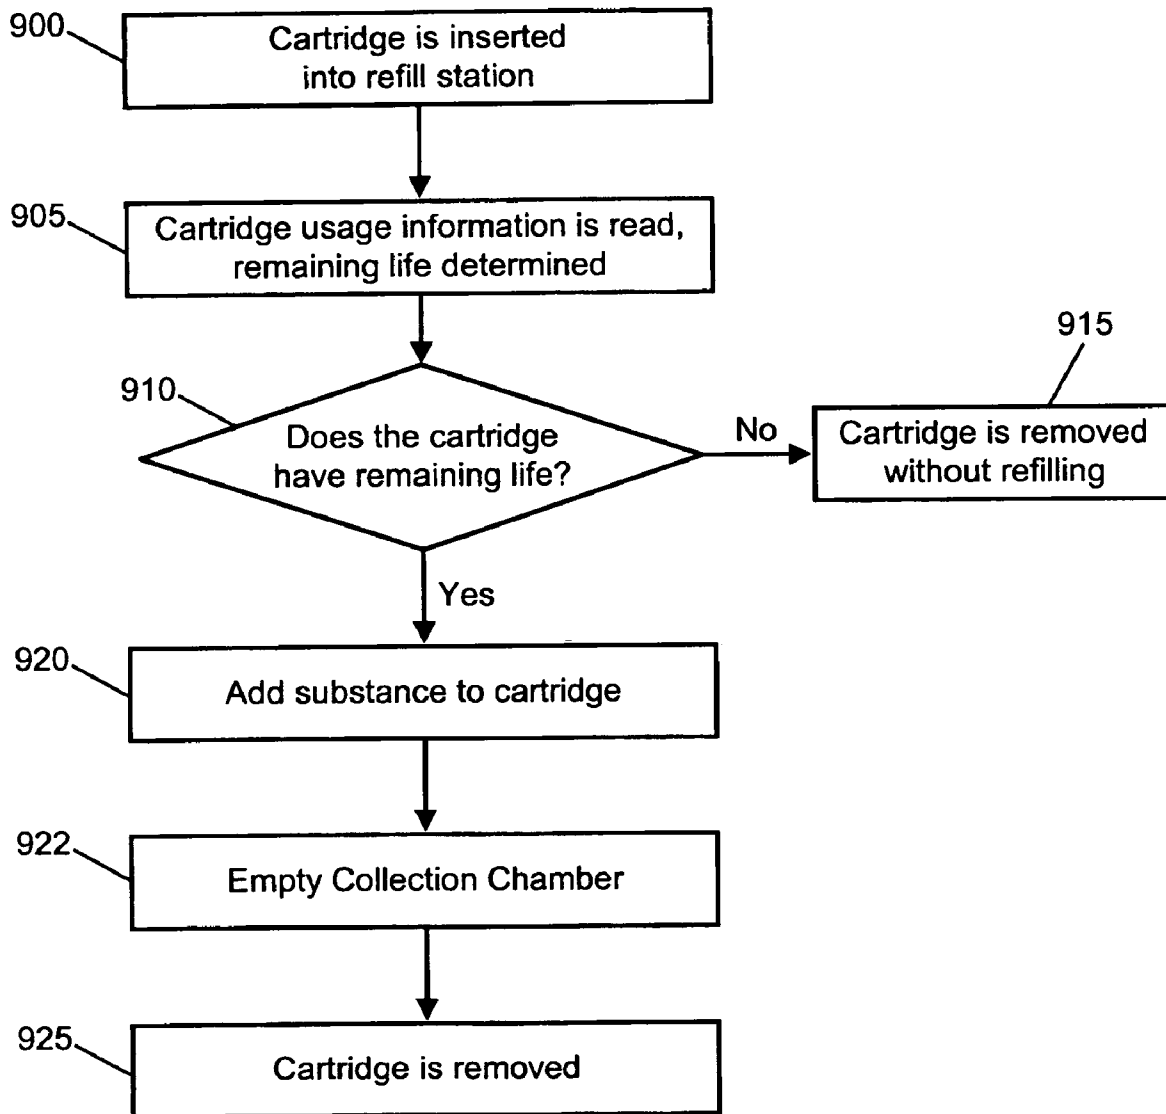 900
Cartridge is inserted
into refill station
905
Cartridge usage information is read,
remaining life determined
915
910
Does the cartridge
have remaining life?
No
Cartridge is removed
without refilling
Yes
920
Add substance to cartridge
922
Empty Collection Chamber
925
Cartridge is removed